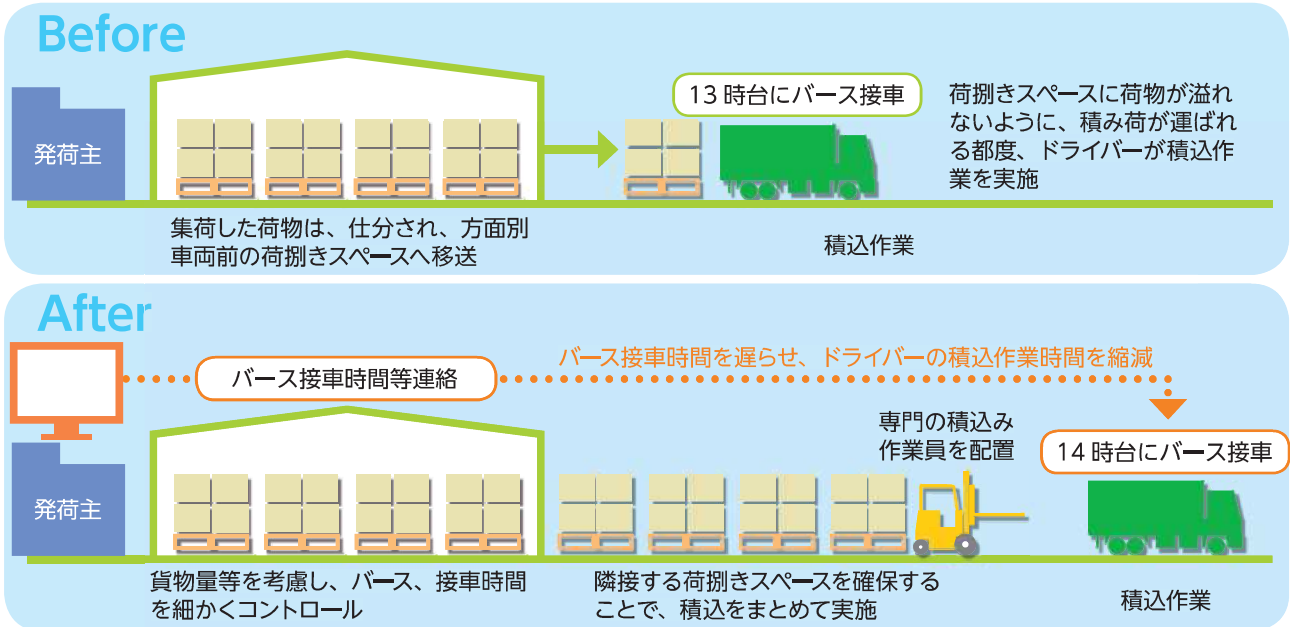 Before
発荷主
13時台にバース接車
荷捌きスペースに荷物が溢れ
ないように、積み荷が運ばれ
る都度、ドライバーが積込作
業を実施
集荷した荷物は、仕分され、方面別
車両前の荷捌きスペースへ移送
積込作業
After
バース接車時間等連絡
バース接車時間を遅らせ、ドライバーの積込作業時間を縮減
専門の積込み
作業員を配置
14時台にバース接車
発荷主
貨物量等を考慮し、バース、接車時間
を細かくコントロール
隣接する荷捌きスペースを確保する
ことで、積込をまとめて実施
積込作業